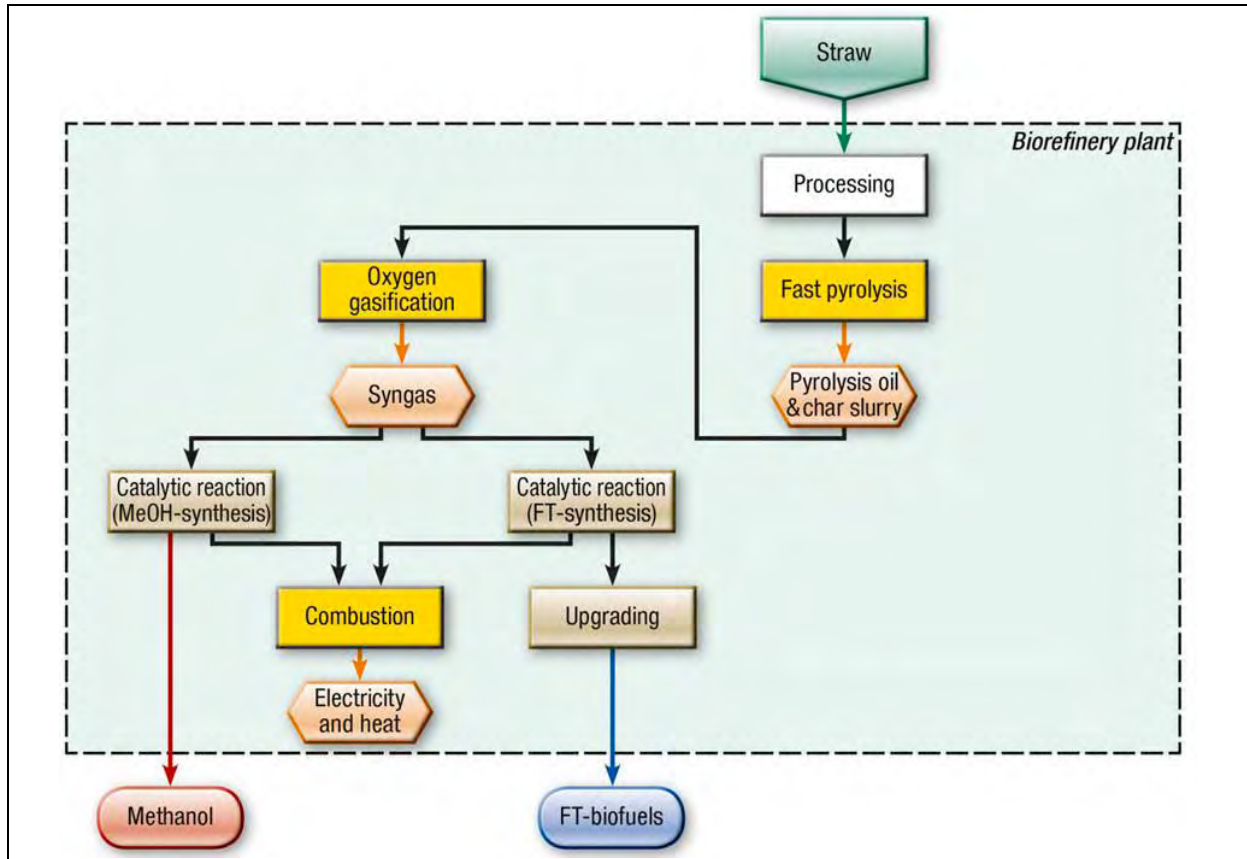 Straw
Biorefinery plant
Processing
Oxygen
gasification
Fast pyrolysis
Syngas
Pyrolysis oil
& char slurry
Catalytic reaction
(MeOH-synthesis)
Catalytic reaction
(FT-synthesis)
Combustion
Upgrading
Electricity
and heat
Methanol
FT-biofuels